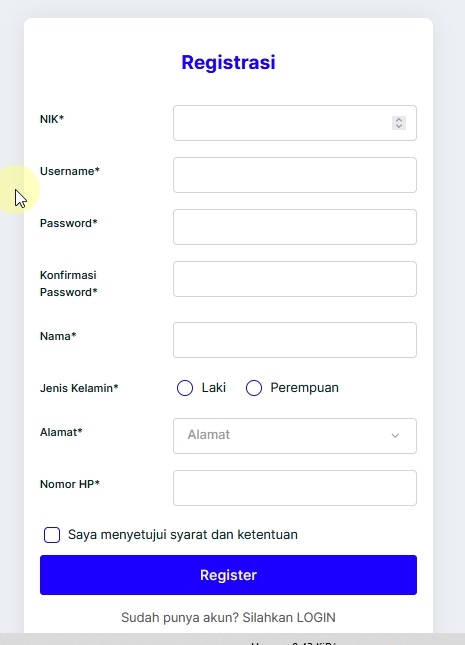 Registrasi
NIK*
Username*
Password*
Konfirmasi
Password*
Nama*
Jenis Kelamin*
Laki
Perempuan
Alamat*
Alamat
Nomor HP*
Saya menyetujui syarat dan ketentuan
Register
Sudah punya akun? Silahkan LOGIN